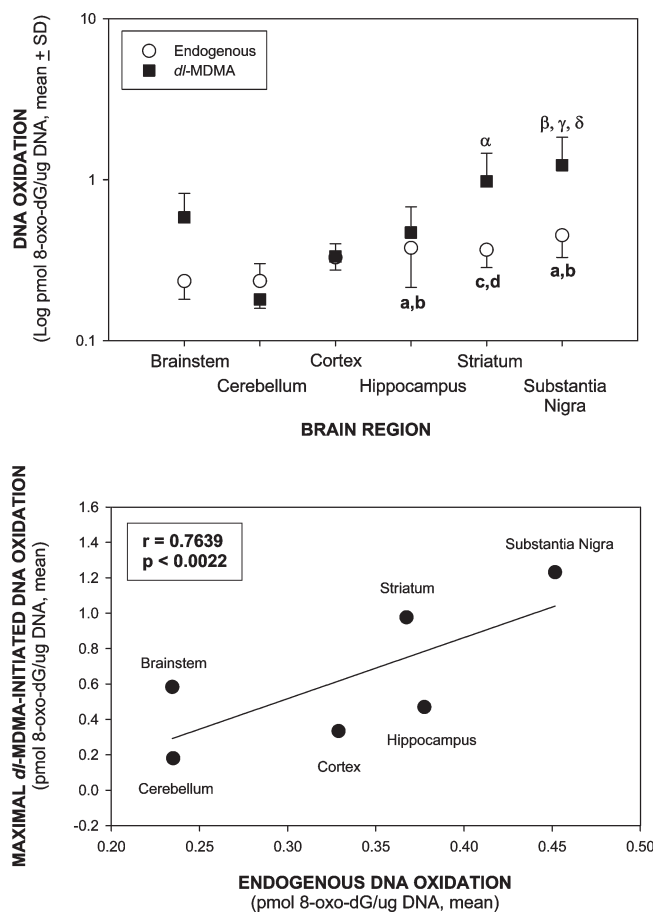 DNA OXIDATION
(Log pmol 8-oxo-dG/ug DNA, mean ± SD)
10
1
0.1
Endogenous
dl-MDMA
α
β, γ, δ
a,b
c,d
a,b
Brainstem
Cerebellum
Cortex
Hippocampus
Striatum
Substantia
Nigra
BRAIN REGION
MAXIMAL dl-MDMA-INITIATED DNA OXIDATION
(pmol 8-oxo-dG/ug DNA, mean)
1.6
1.4
1.2
1.0
0.8
0.6
0.4
0.2
0.0
-0.2
r = 0.7639
p < 0.0022
Substantia Nigra
Striatum
Brainstem
Hippocampus
Cortex
Cerebellum
0.20 0.25 0.30 0.35 0.40 0.45 0.50
ENDOGENOUS DNA OXIDATION
(pmol 8-oxo-dG/ug DNA, mean)